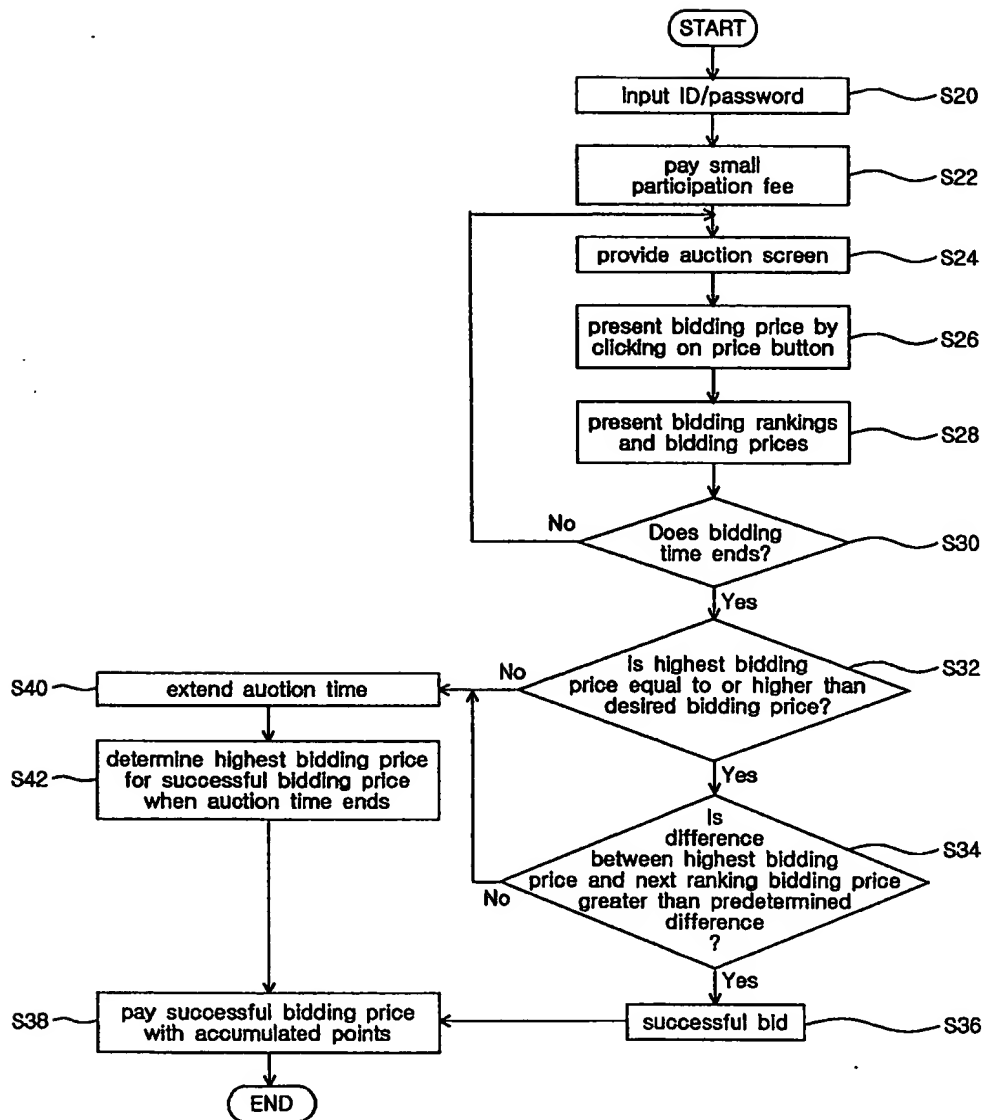 START
input ID/password
S20
pay small
participation fee
S22
provide auction screen
S24
present bidding price by
clicking on price button
S26
present bidding rankings
and bidding prices
S28
No
Does bidding
time ends?
S30
Yes
No
Is highest bidding
price equal to or higher than
desired bidding price?
S32
S40
extend auction time
Yes
S42
determine highest bidding price
for successful bidding price
when auction time ends
No
Is
difference
between highest bidding
price and next ranking bidding price
greater than predetermined
difference
?
S34
Yes
S38
pay successful bidding price
with accumulated points
successful bid
S36
END